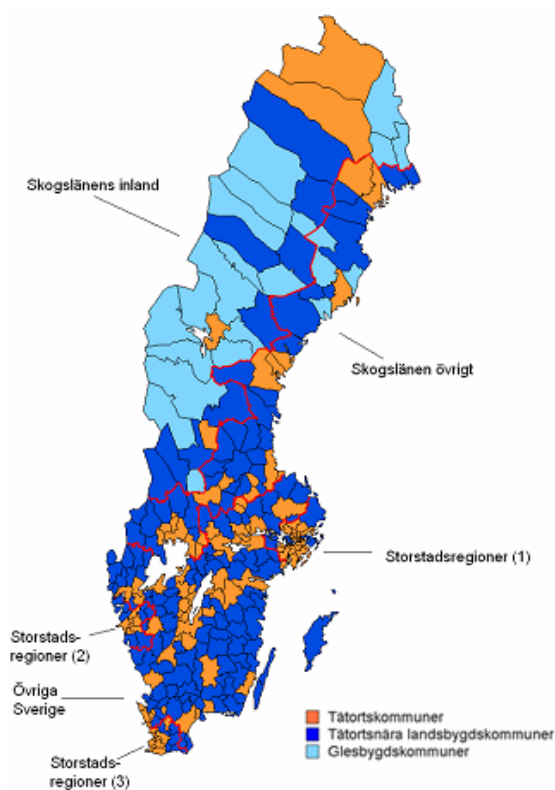 Skogslänens inland
Skogslänen övrigt
Storstadsregioner (1)
Storstads-
regioner (2)
Övriga
Sverige
Storstads-
regioner (3)
Tätortskommuner
Tätortsnära landsbygdskommuner
Glesbygdskommuner